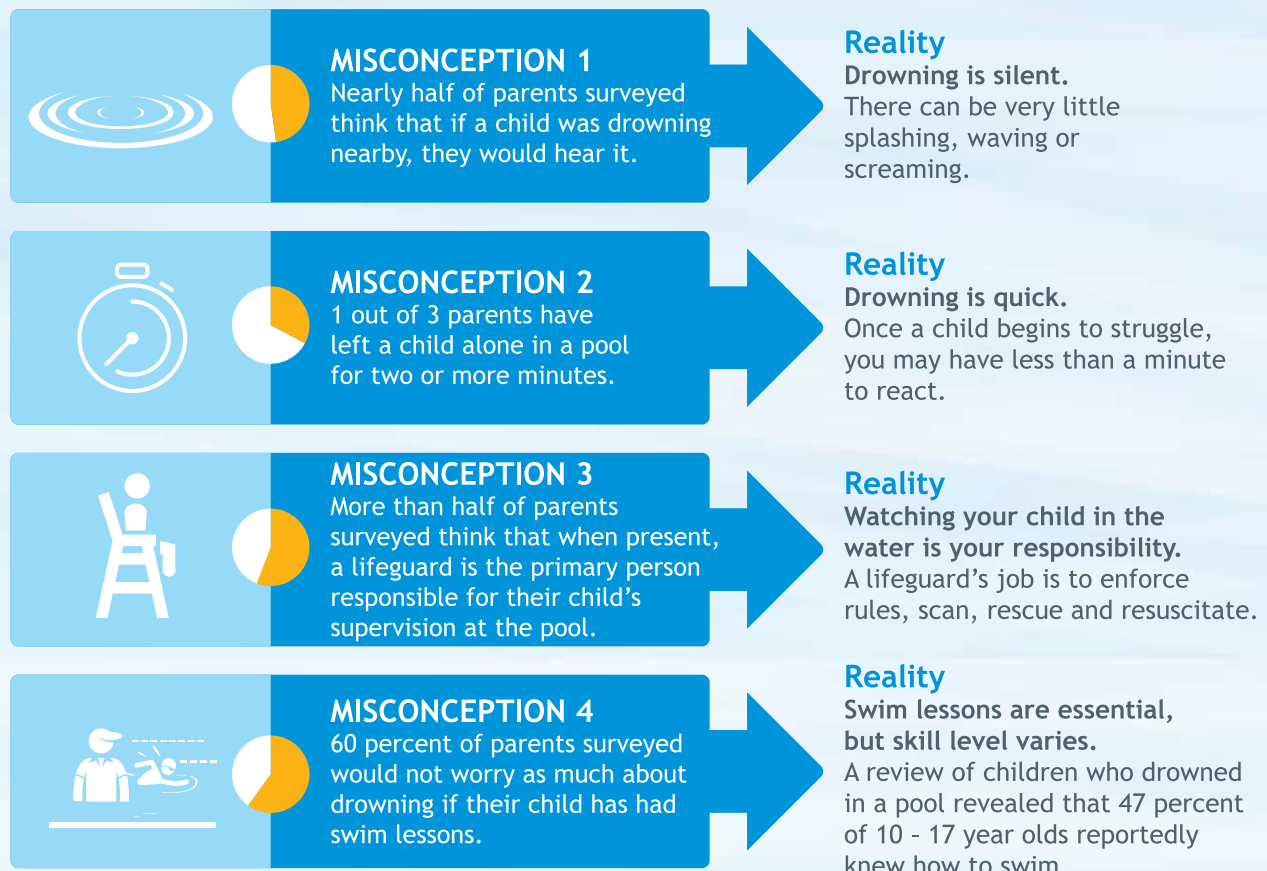 MISCONCEPTION 1
Nearly half of parents surveyed
think that if a child was drowning
nearby, they would hear it.
Reality
Drowning is silent.
There can be very little
splashing, waving or
screaming.
MISCONCEPTION 2
1 out of 3 parents have
left a child alone in a pool
for two or more minutes.
Reality
Drowning is quick.
Once a child begins to struggle,
you may have less than a minute
to react.
MISCONCEPTION 3
More than half of parents
surveyed think that when present,
a lifeguard is the primary person
responsible for their child’s
supervision at the pool.
Reality
Watching your child in the
water is your responsibility.
A lifeguard’s job is to enforce
rules, scan, rescue and resuscitate.
MISCONCEPTION 4
60 percent of parents surveyed
would not worry as much about
drowning if their child has had
swim lessons.
Reality
Swim lessons are essential,
but skill level varies.
A review of children who drowned
in a pool revealed that 47 percent
of 10 – 17 year olds reportedly
knew how to swim